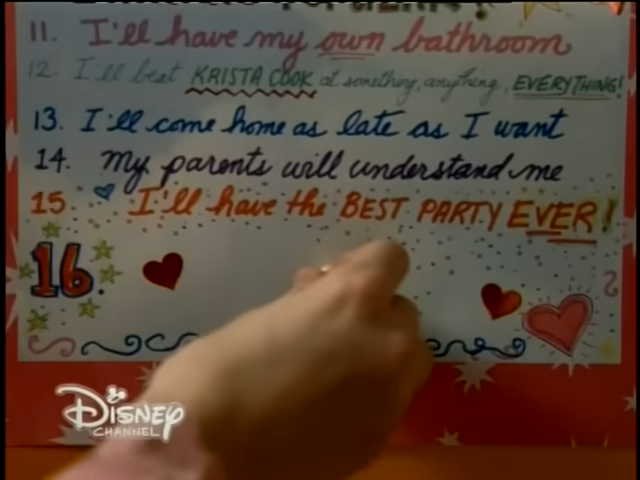 11. I'll have my own bathroom
12. I'll beat KRISTA COOK at something, anything, EVERYTHING!
13. I'll come home as late as I want
14. My parents will understand me
15 I'll have the BEST PARTY EVER!
16.
Disney
CHANNEL